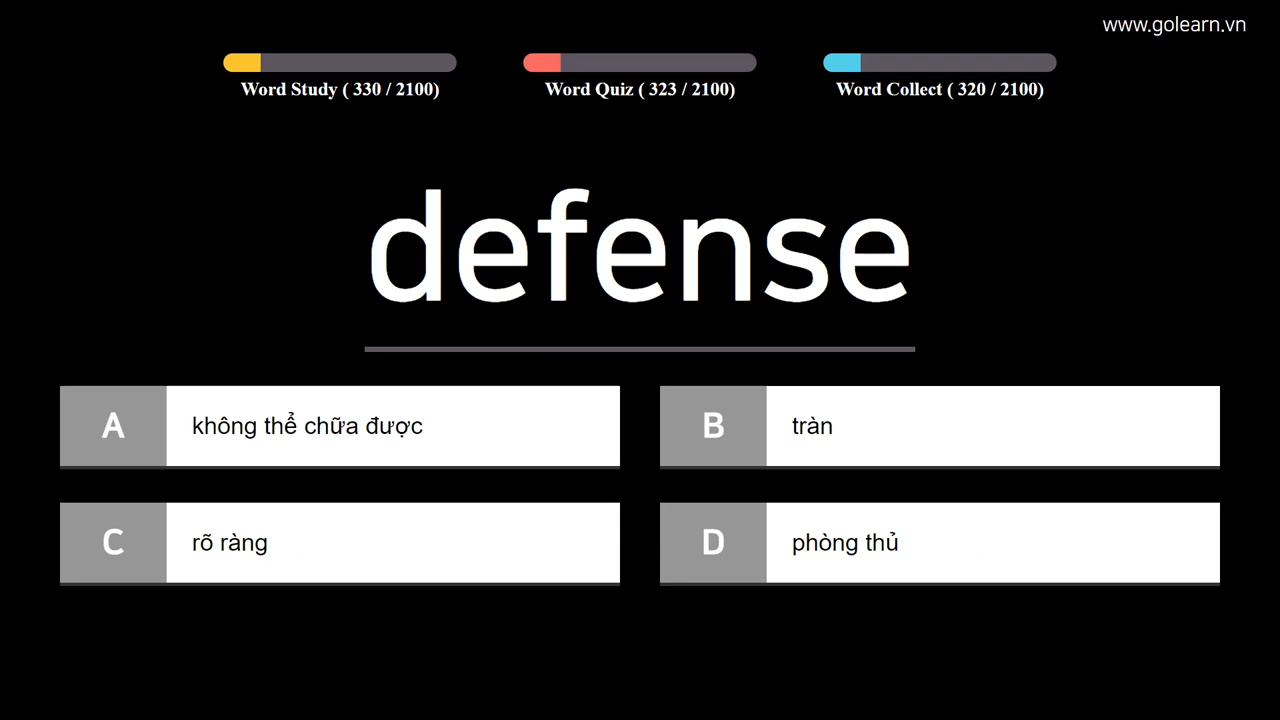 www.golearn.vn
Word Study ( 330 / 2100)
Word Quiz ( 323 / 2100)
Word Collect ( 320 / 2100)
defense
A không thể chữa được
B tràn
C rõ ràng
D phòng thủ